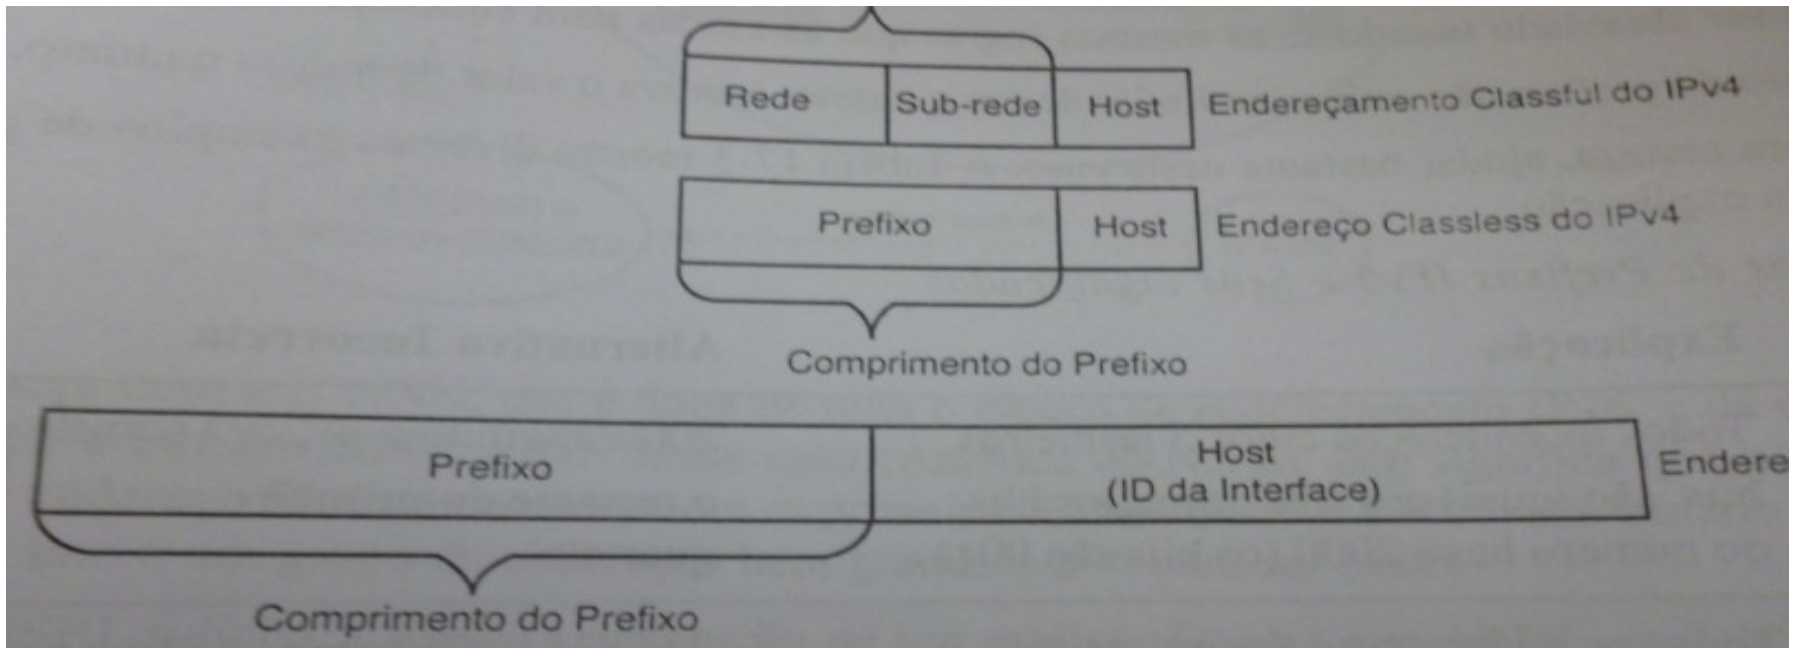 Rede Sub-rede Host Endereçamento Classful do IPv4
Prefixo Host Endereço Classless do IPv4
Comprimento do Prefixo
Prefixo Host
(ID da Interface) Endere
Comprimento do Prefixo